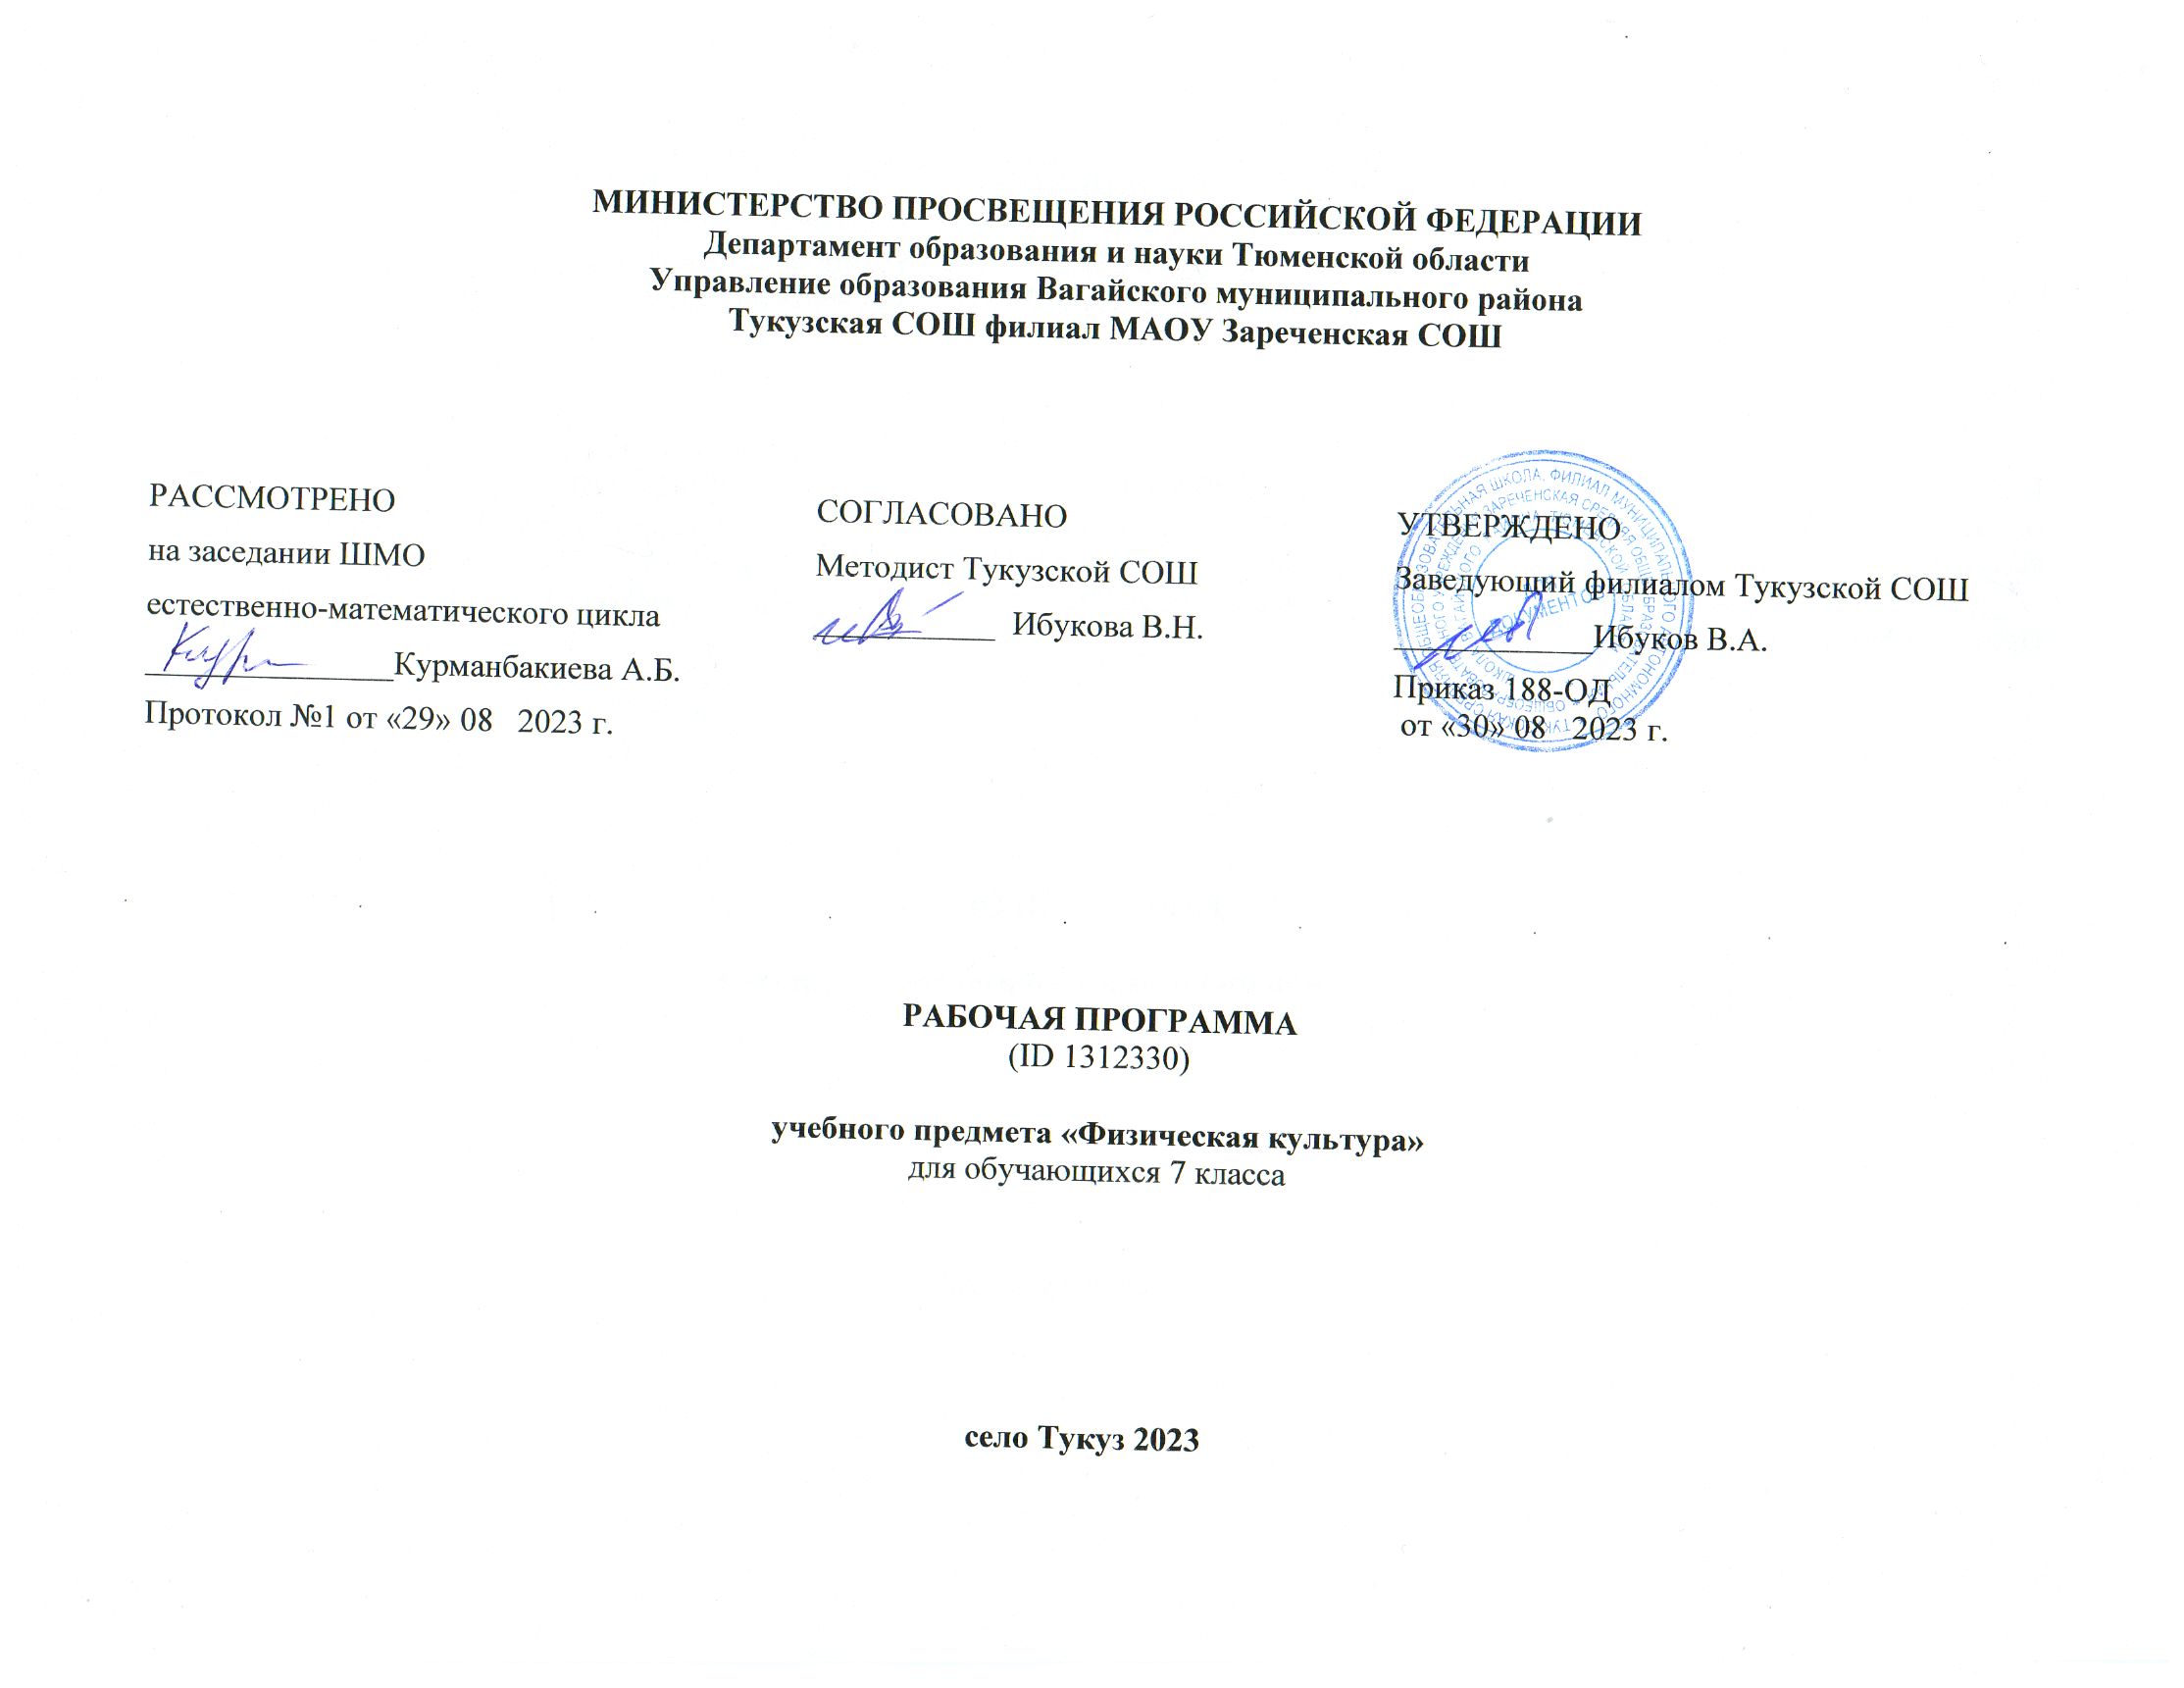 МИНИСТЕРСТВО ПРОСВЕЩЕНИЯ РОССИЙСКОЙ ФЕДЕРАЦИИ
Департамент образования и науки Тюменской области
Управление образования Вагайского муниципального района
Тукузская СОШ филиал МАОУ Зареченская СОШ
РАССМОТРЕНО
на заседании ШМО
естественно-математического цикла
Курманбакиева А.Б.
Протокол №1 от «29» 08 2023 г.
СОГЛАСОВАНО
Методист Тукузской СОШ
Ибукова В.Н.
УТВЕРЖДЕНО
Заведующий филиалом Тукузской СОШ
Ибуков В.А.
Приказ 188-ОД
от «30» 08 2023 г.
РАБОЧАЯ ПРОГРАММА
(ID 1312330)
учебного предмета «Физическая культура»
для обучающихся 7 класса
село Тукуз 2023